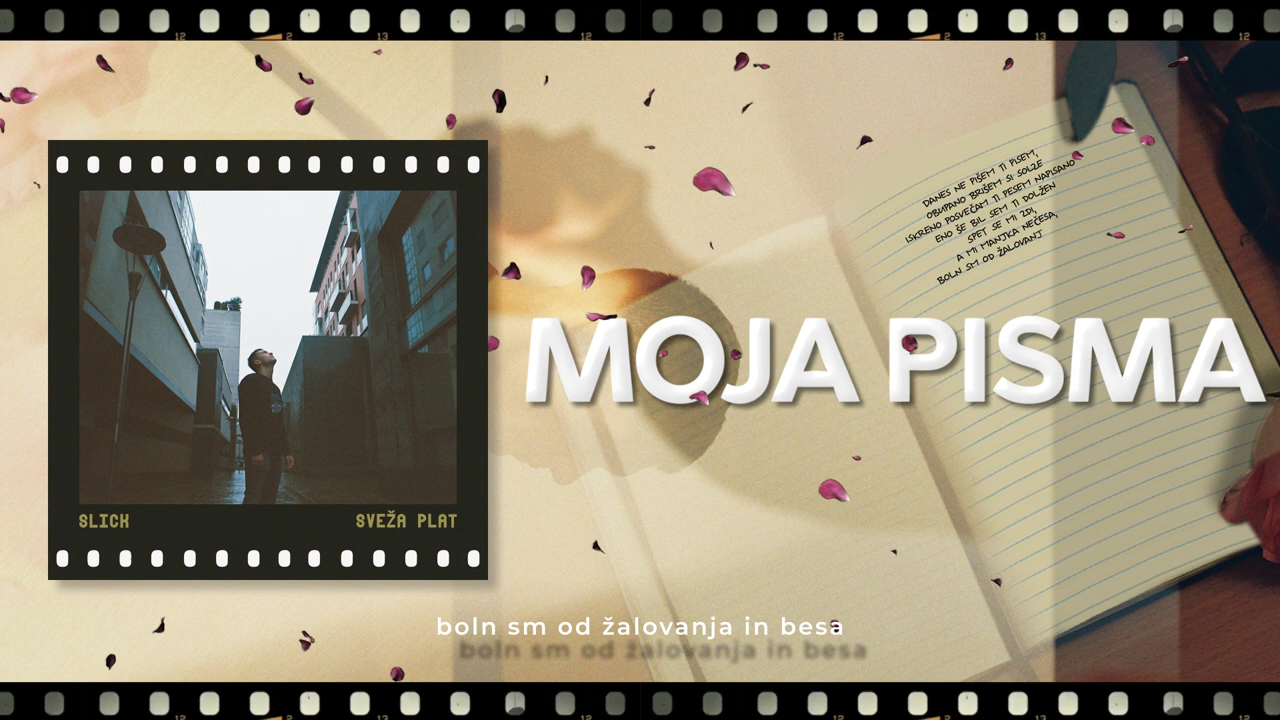 DANES NE PIŠEM TI PISEM,
OBUPANO BRIŠEM SI SOLZE
ISKRENO POSVEČAM TI PESEM NAPISANO
ENO ŠE BIL SEM TI DOLŽEN
SPET SE MI ZDI,
A MI MANJKA NEČESA,
BOLN SM OD ŽALOVANJ
MOJA PISMA
SLICK
SVEŽA PLAT
boln sm od žalovanja in besa